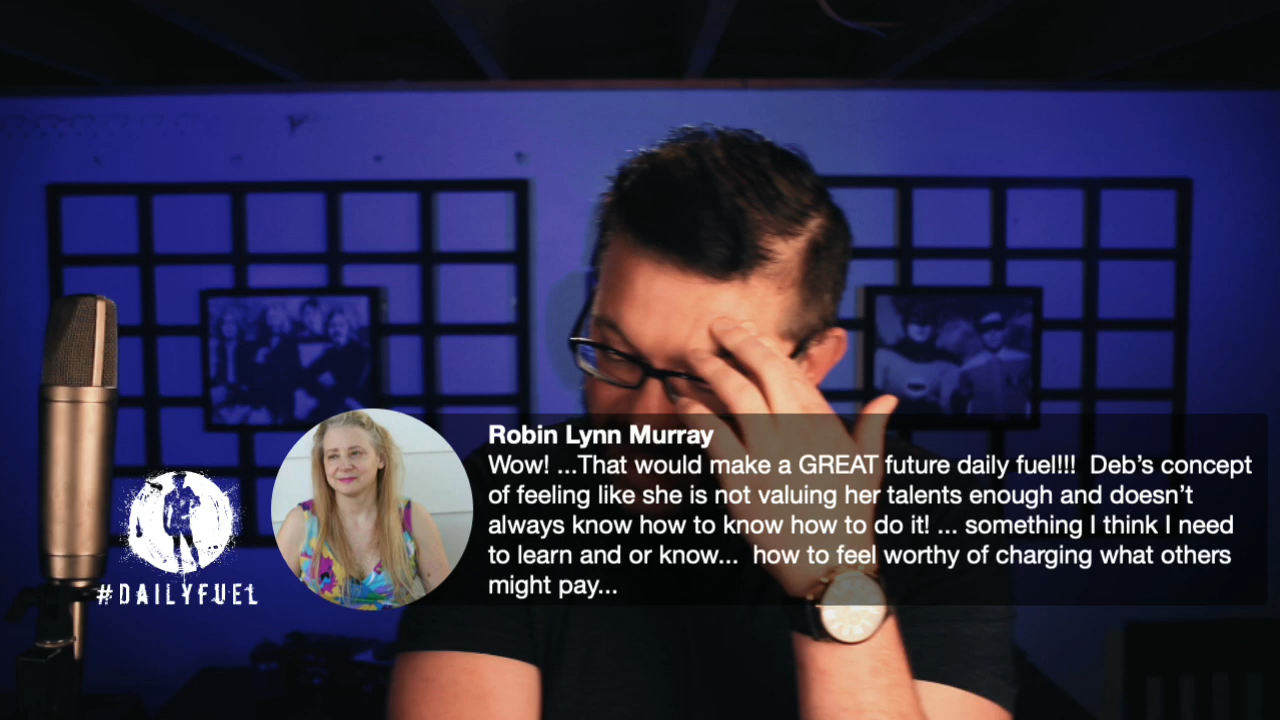 Robin Lynn Murray
Wow! ...That would make a GREAT future daily fuel!!!  Deb’s concept
of feeling like she is not valuing her talents enough and doesn’t
always know how to know how to do it! ... something I think I need
to learn and or know...  how to feel worthy of charging what others
might pay...
#DAILYFUEL